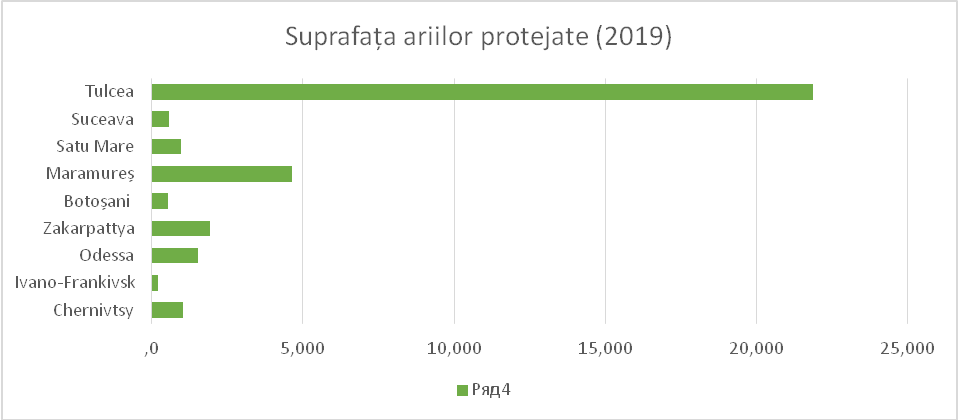 Suprafața ariilor protejate (2019)
Tulcea
Suceava
Satu Mare
Maramureș
Botoșani
Zakarpattya
Odessa
Ivano-Frankivsk
Chernivtsy
,0 5,000 10,000 15,000 20,000 25,000
Ряд4